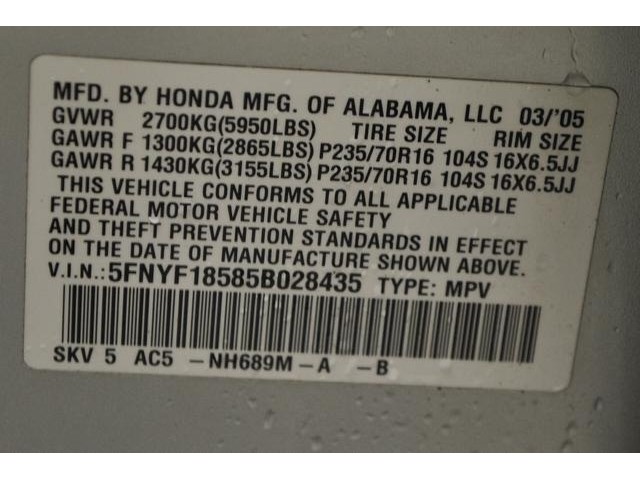 MFD. BY HONDA MFG. OF ALABAMA, LLC 03/'05
GVWR 2700KG(5950LBS) TIRE SIZE RIM SIZE
GAWR F 1300KG(2865LBS) P235/70R16 104S 16X6.5JJ
GAWR R 1430KG(3155LBS) P235/70R16 104S 16X6.5JJ
THIS VEHICLE CONFORMS TO ALL APPLICABLE
FEDERAL MOTOR VEHICLE SAFETY
AND THEFT PREVENTION STANDARDS IN EFFECT
ON THE DATE OF MANUFACTURE SHOWN ABOVE.
V.I.N.:5FNYF18585B028435 TYPE: MPV
SKV 5 AC5 -NH689M-A -B